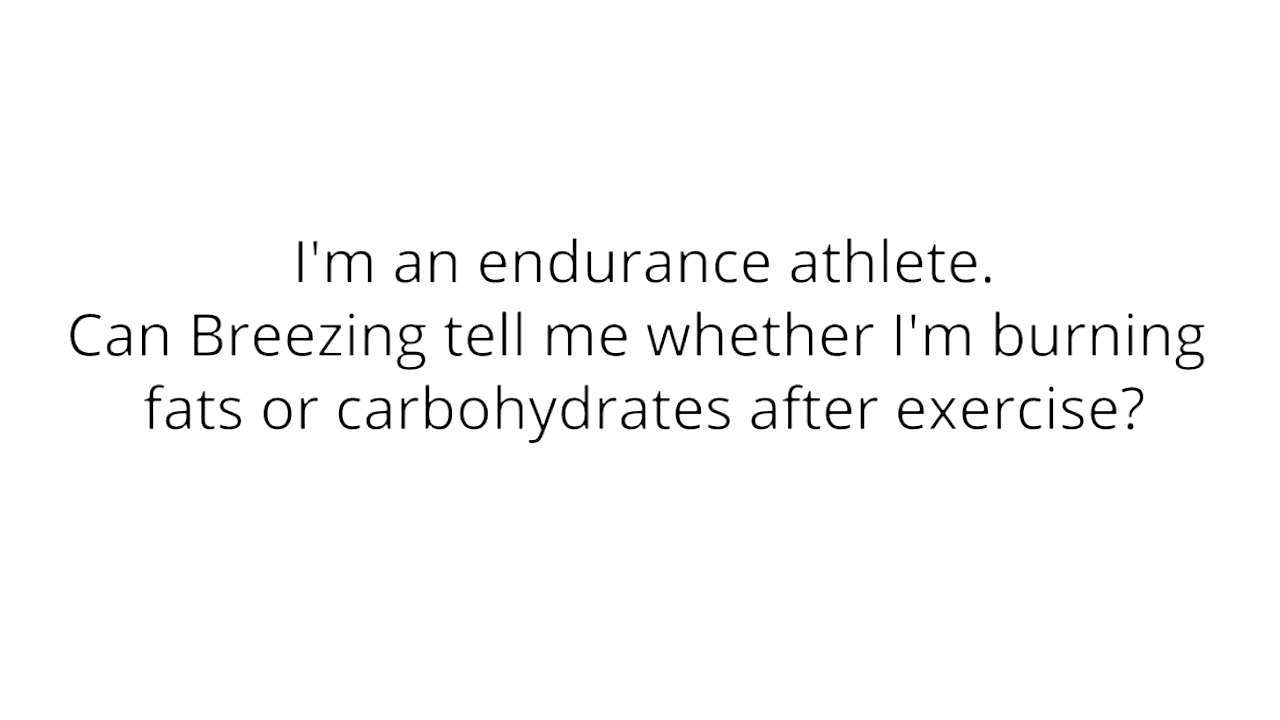 I'm an endurance athlete.
Can Breezing tell me whether I'm burning
fats or carbohydrates after exercise?